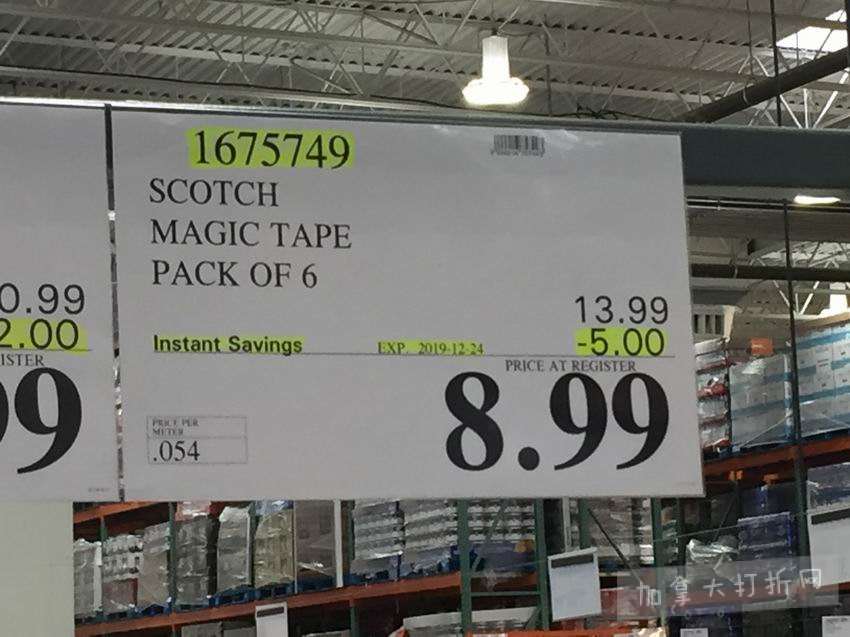 1675749
SCOTCH
MAGIC TAPE
PACK OF 6
13.99
Instant Savings EXP. 2019-12-24 -5.00
PRICE AT REGISTER
8.99
PRICE PER
METER
.054
0.99
2.00
ISTER
99
加拿大打折网